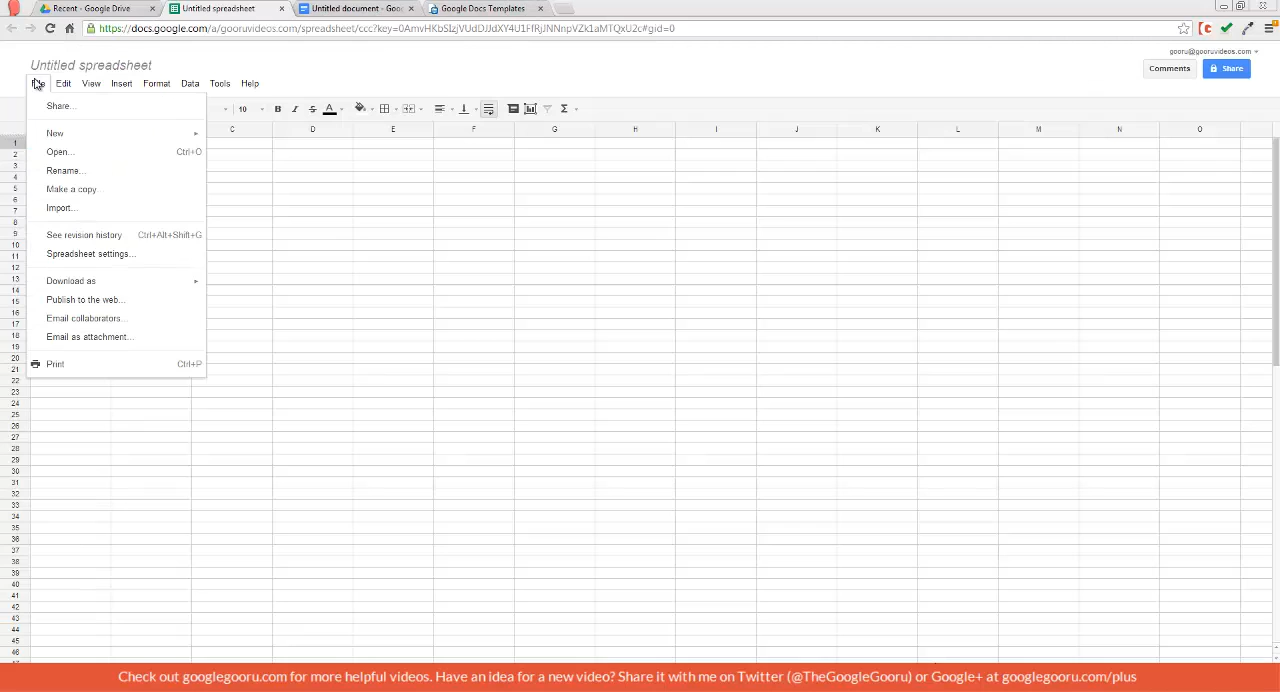 Recent - Google Drive
Untitled spreadsheet
Untitled document - Goo
Google Docs Templates
https://docs.google.com/a/gooruvideos.com/spreadsheet/ccc?key=0AmvHKbSIzjVUdDJJdXY4U1FfRjJNNnpVZk1aMTQxU2c#gid=0
gooru@gooruvideos.com
Untitled spreadsheet
Comments
Share
File Edit View Insert Format Data Tools Help
10 B I S A Σ
Share...
New
Open... Ctrl+O
Rename...
Make a copy...
Import...
See revision history Ctrl+Alt+Shift+G
Spreadsheet settings...
Download as
Publish to the web...
Email collaborators...
Email as attachment...
Print Ctrl+P
C D E F G H I J K L M N O
1
2
3
4
5
6
7
8
9
10
11
12
13
14
15
16
17
18
19
20
21
22
23
24
25
26
27
28
29
30
31
32
33
34
35
36
37
38
39
40
41
42
43
44
45
46
Check out googlegooru.com for more helpful videos. Have an idea for a new video? Share it with me on Twitter (@TheGoogleGooru) or Google+ at googlegooru.com/plus